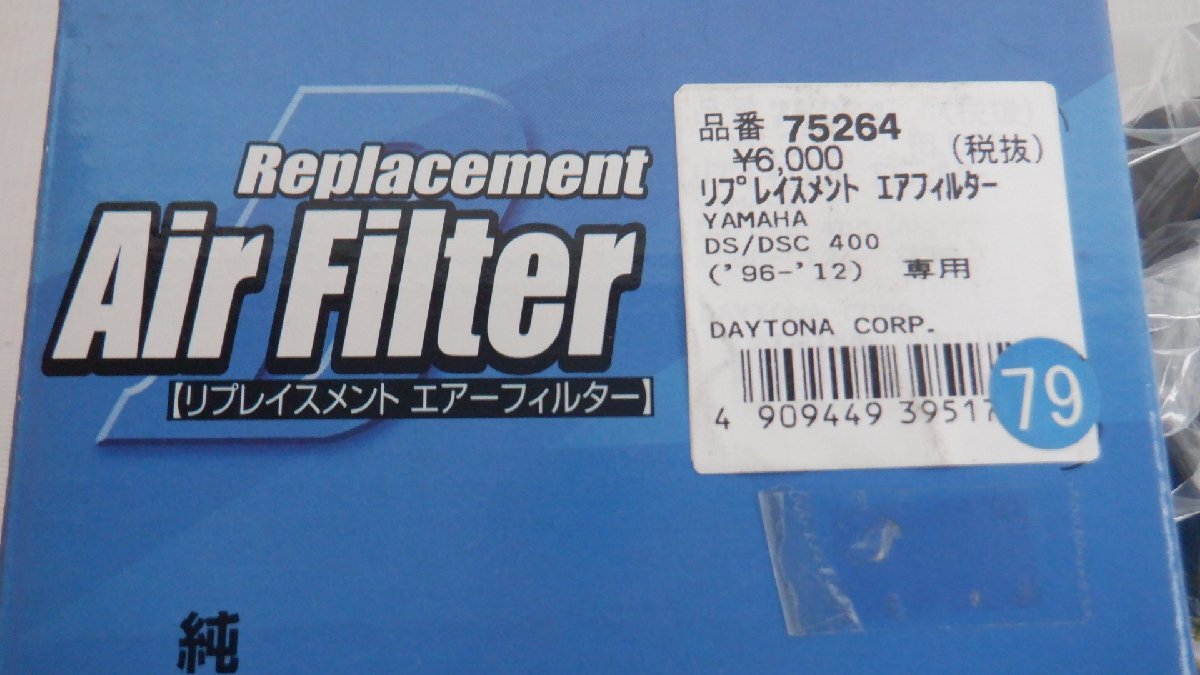 Replacement
Air Filter
【リプレイスメント エアーフィルター】
品番 75264
¥6,000 (税抜)
リプレイスメント エアフィルター
YAMAHA
DS/DSC 400
('96-'12) 専用
DAYTONA CORP.
4 909449 39517
79
純